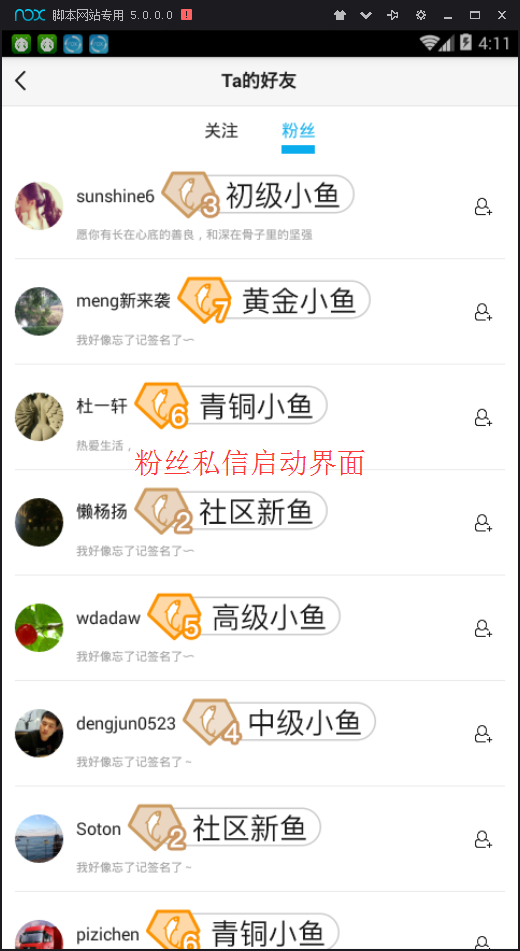 nox 脚本网站专用 5.0.0.0
4:11
Ta的好友
关注 粉丝
sunshine6 3 初级小鱼
愿你有长在心底的善良，和深在骨子里的坚强
meng新来袭 7 黄金小鱼
我好像忘了记签名了~~
杜一轩 6 青铜小鱼
热爱生活，
粉丝私信启动界面
懒杨扬 2 社区新鱼
我好像忘了记签名了~~
wdadaw 5 高级小鱼
我好像忘了记签名了~~
dengjun0523 4 中级小鱼
我好像忘了记签名了~
Soton 2 社区新鱼
我好像忘了记签名了~
pizichen 6 青铜小鱼